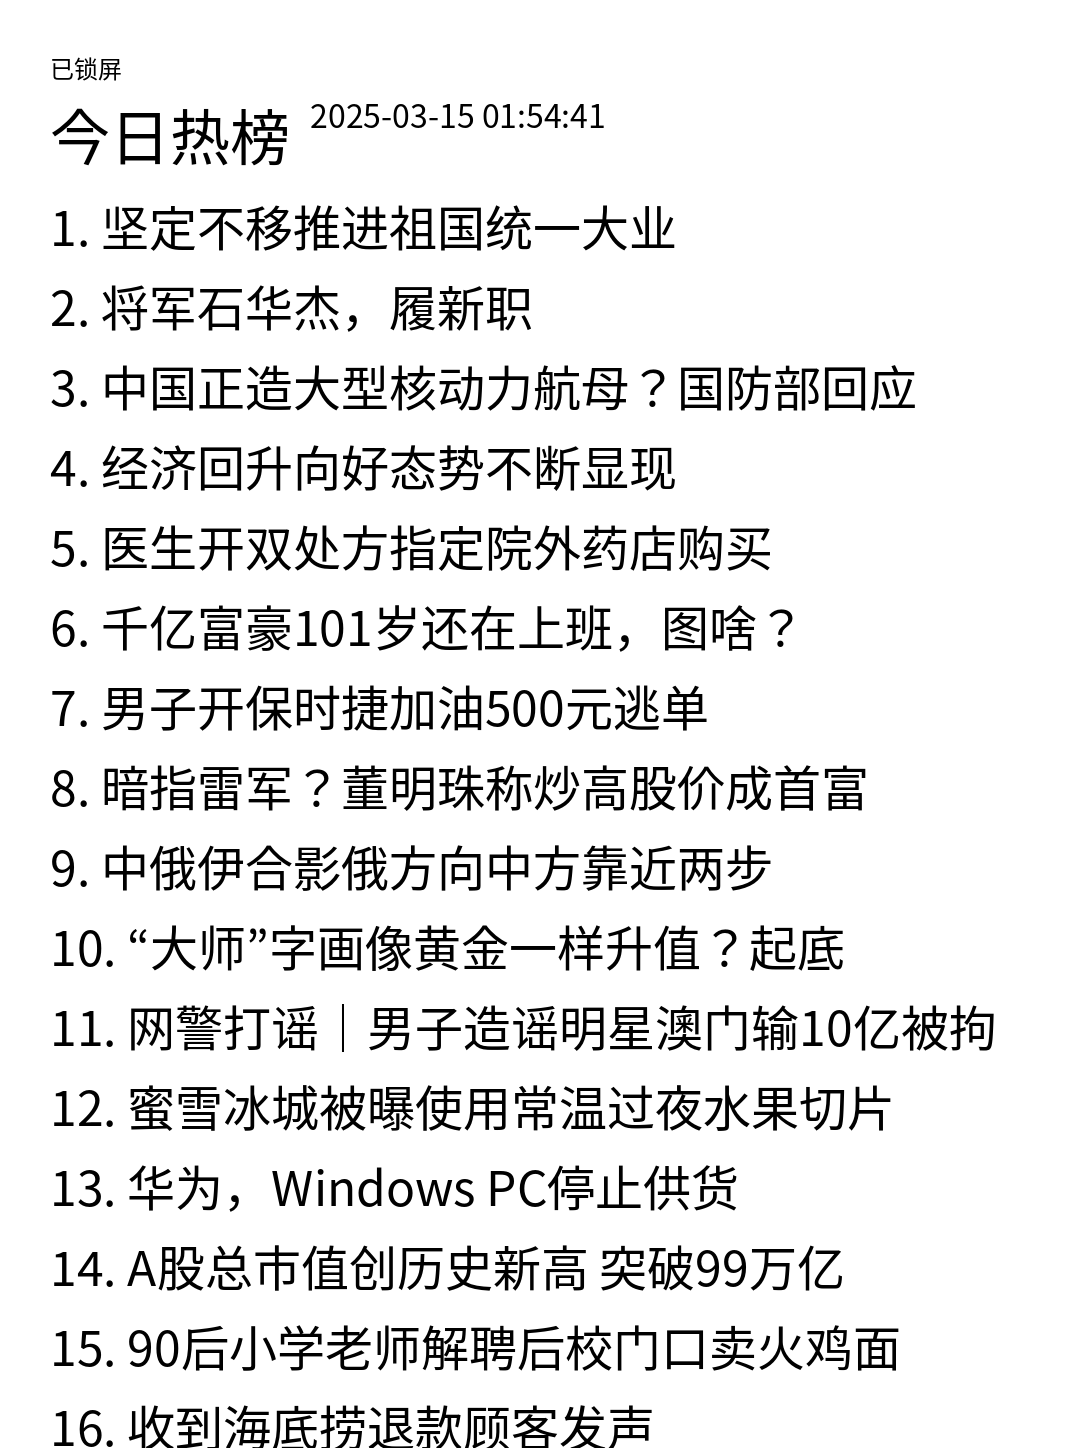 已锁屏
今日热榜 2025-03-15 01:54:41
1. 坚定不移推进祖国统一大业
2. 将军石华杰，履新职
3. 中国正造大型核动力航母？国防部回应
4. 经济回升向好态势不断显现
5. 医生开双处方指定院外药店购买
6. 千亿富豪101岁还在上班，图啥？
7. 男子开保时捷加油500元逃单
8. 暗指雷军？董明珠称炒高股价成首富
9. 中俄伊合影俄方向中方靠近两步
10. “大师”字画像黄金一样升值？起底
11. 网警打谣｜男子造谣明星澳门输10亿被拘
12. 蜜雪冰城被曝使用常温过夜水果切片
13. 华为，Windows PC停止供货
14. A股总市值创历史新高 突破99万亿
15. 90后小学老师解聘后校门口卖火鸡面
16. 收到海底捞退款顾客发声